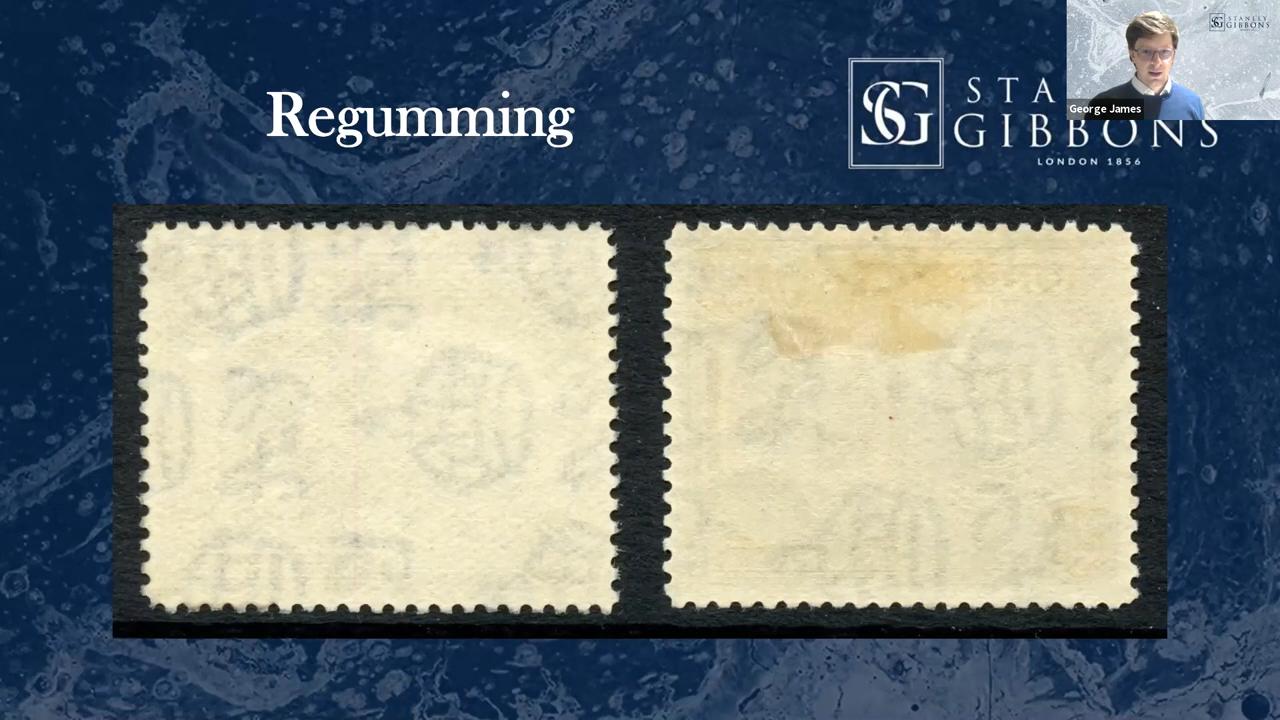 Regumming
SG
STA
GIBBONS
LONDON 1856
STANLEY
GIBBONS
George James